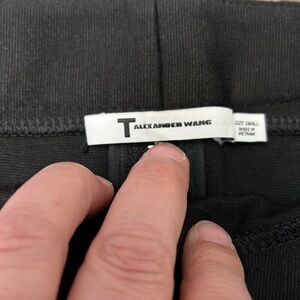 T ALEXANDER WANG
SIZE SMALL
MADE IN
VIETNAM